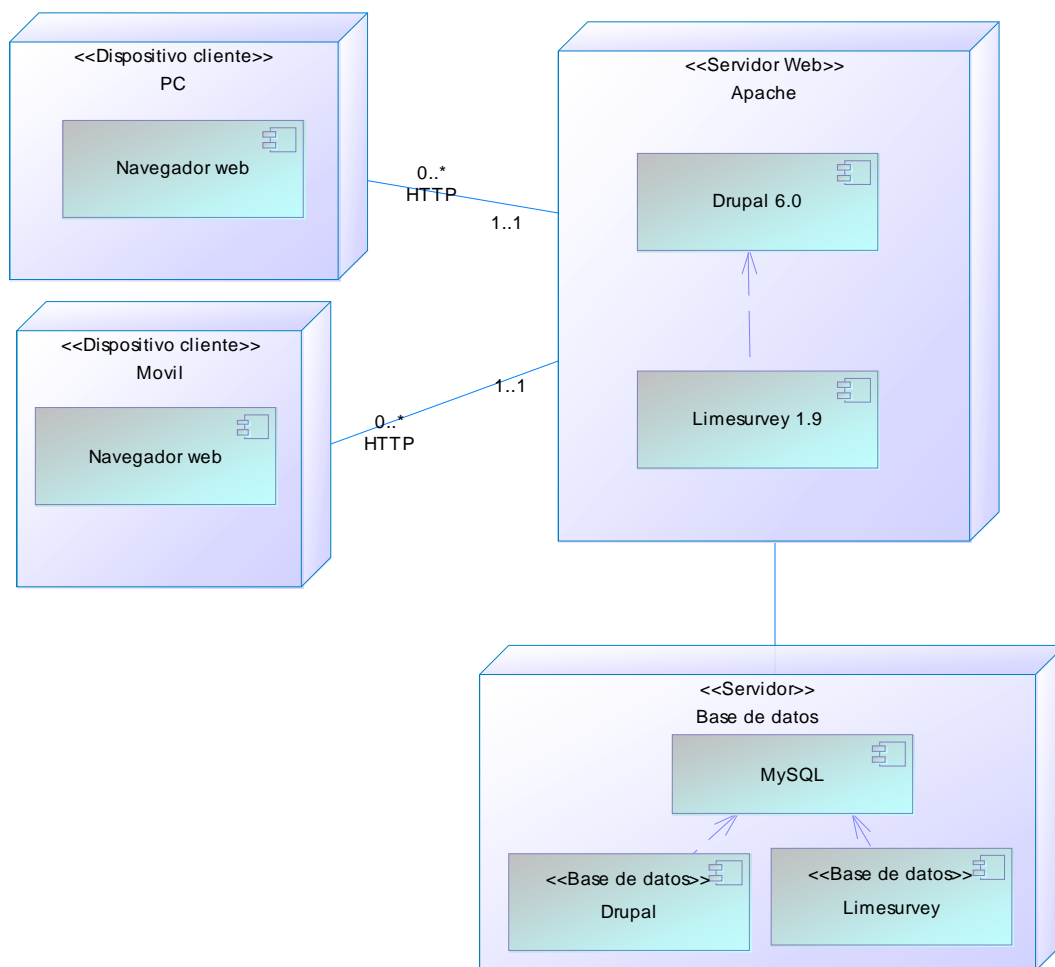 <<Dispositivo cliente>>
PC
Navegador web
0..*
HTTP
1..1
<<Dispositivo cliente>>
Movil
Navegador web
0..*
HTTP
1..1
<<Servidor Web>>
Apache
Drupal 6.0
Limesurvey 1.9
<<Servidor>>
Base de datos
MySQL
<<Base de datos>>
Drupal
<<Base de datos>>
Limesurvey